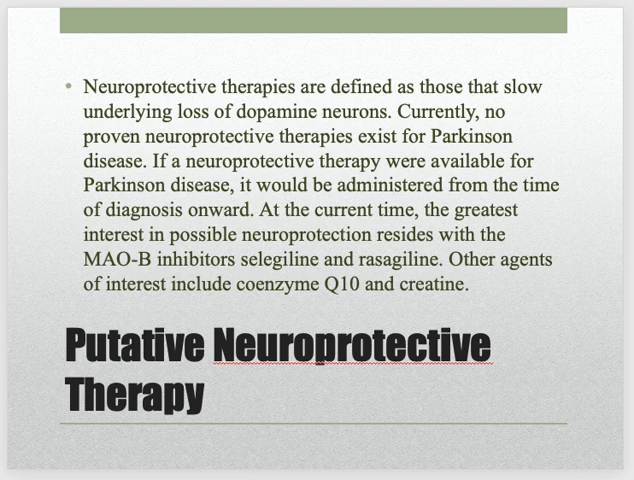 Neuroprotective therapies are defined as those that slow
underlying loss of dopamine neurons. Currently, no
proven neuroprotective therapies exist for Parkinson
disease. If a neuroprotective therapy were available for
Parkinson disease, it would be administered from the time
of diagnosis onward. At the current time, the greatest
interest in possible neuroprotection resides with the
MAO-B inhibitors selegiline and rasagiline. Other agents
of interest include coenzyme Q10 and creatine.
Putative Neuroprotective
Therapy